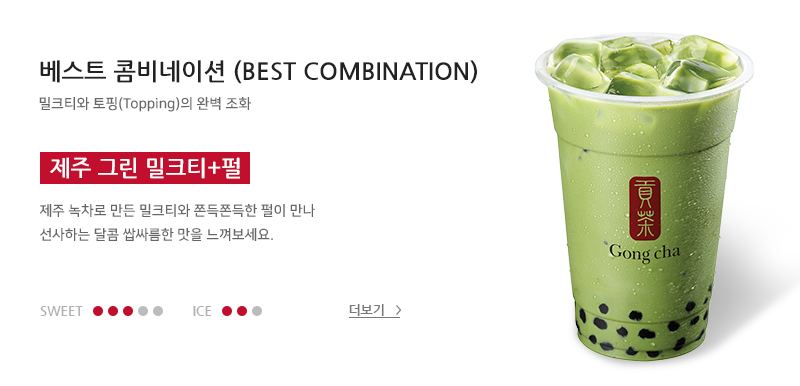 베스트 콤비네이션 (BEST COMBINATION)
밀크티와 토핑(Topping)의 완벽 조화
제주 그린 밀크티+펄
제주 녹차로 만든 밀크티와 쫀득쫀득한 펄이 만나
선사하는 달콤 쌉싸름한 맛을 느껴보세요.
SWEET ICE 더보기 >
貢茶
Gong cha